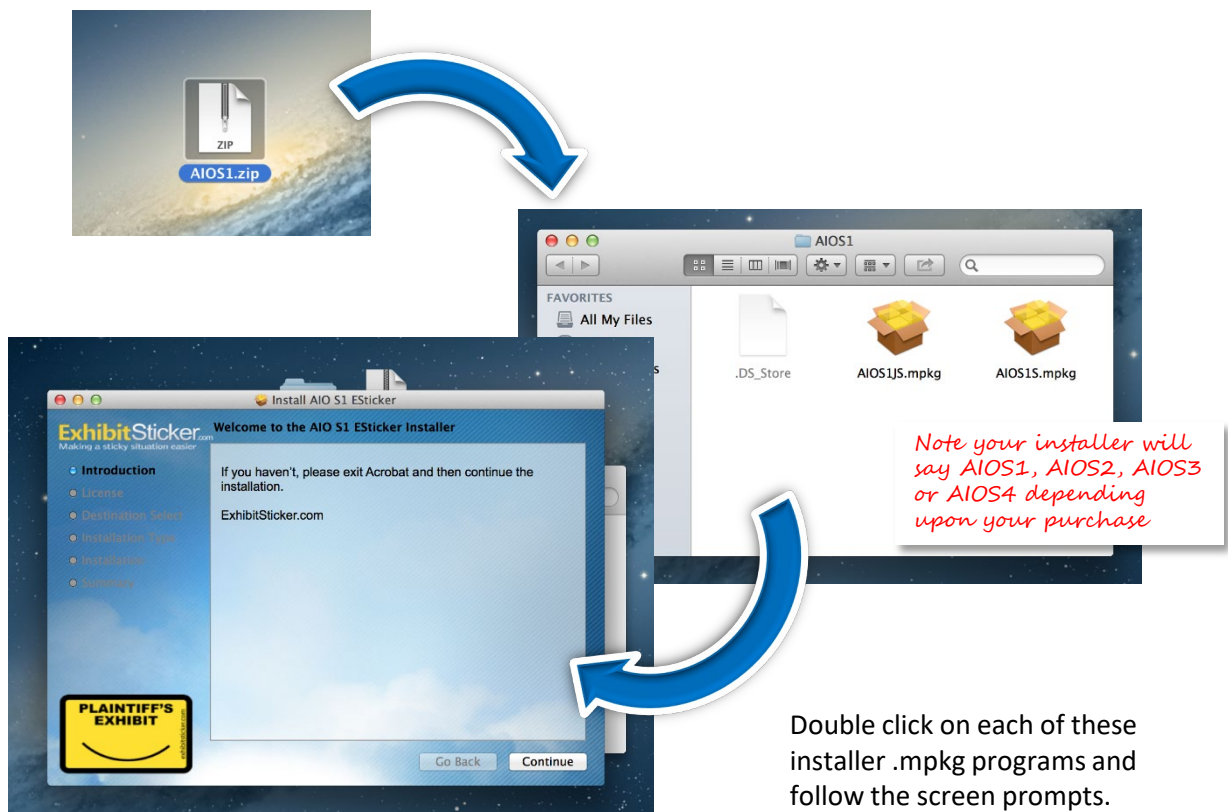 ZIP
AIOS1.zip
AIOS1
FAVORITES
All My Files
s
.DS_Store
AIOS1JS.mpkg
AIOS1S.mpkg
Note your installer will
say AIOS1, AIOS2, AIOS3
or AIOS4 depending
upon your purchase
Install AIO S1 ESticker
ExhibitSticker.com
Making a sticky situation easier
Welcome to the AIO S1 ESticker Installer
Introduction
License
Destination Select
Installation Type
Installation
Summary
If you haven't, please exit Acrobat and then continue the
installation.
ExhibitSticker.com
PLAINTIFF'S
EXHIBIT
exhibitsticker.com
Go Back
Continue
Double click on each of these
installer .mpkg programs and
follow the screen prompts.